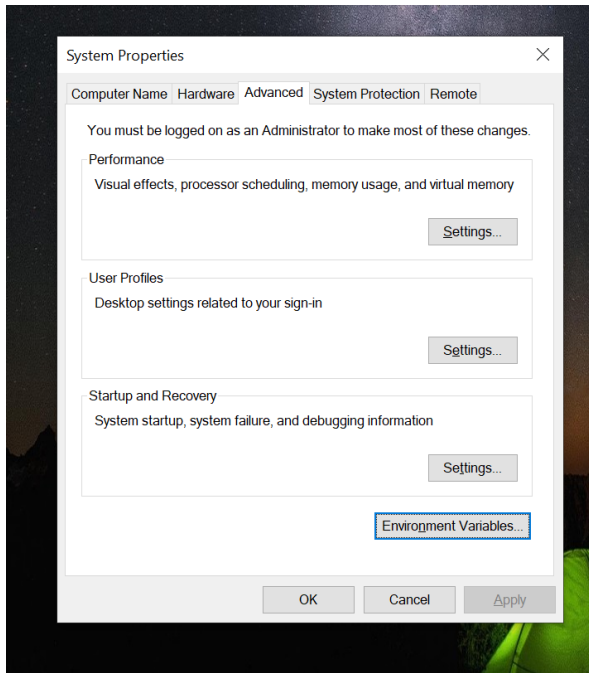 System Properties
Computer Name Hardware Advanced System Protection Remote
You must be logged on as an Administrator to make most of these changes.
Performance
Visual effects, processor scheduling, memory usage, and virtual memory
Settings...
User Profiles
Desktop settings related to your sign-in
Settings...
Startup and Recovery
System startup, system failure, and debugging information
Settings...
Environment Variables...
OK Cancel Apply